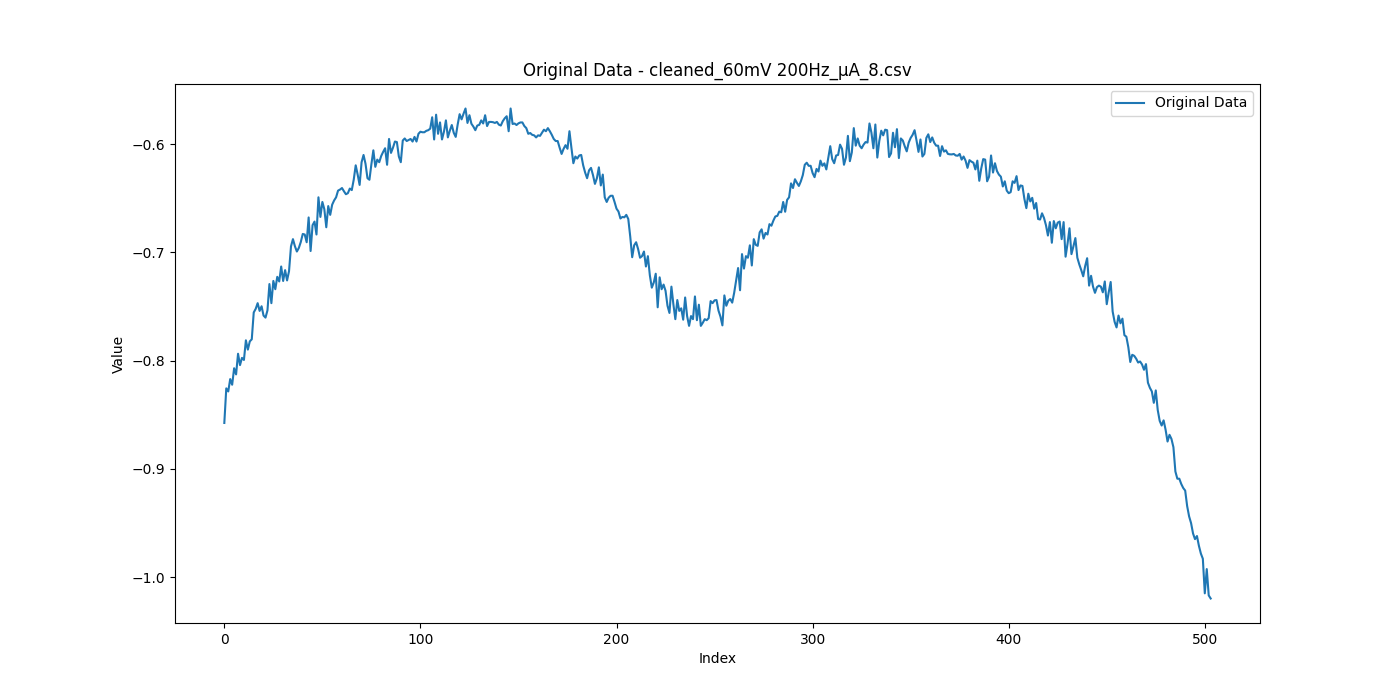 Original Data - cleaned_60mV 200Hz_μA_8.csv
Original Data
Value
−0.6
−0.7
−0.8
−0.9
−1.0
0 100 200 300 400 500
Index